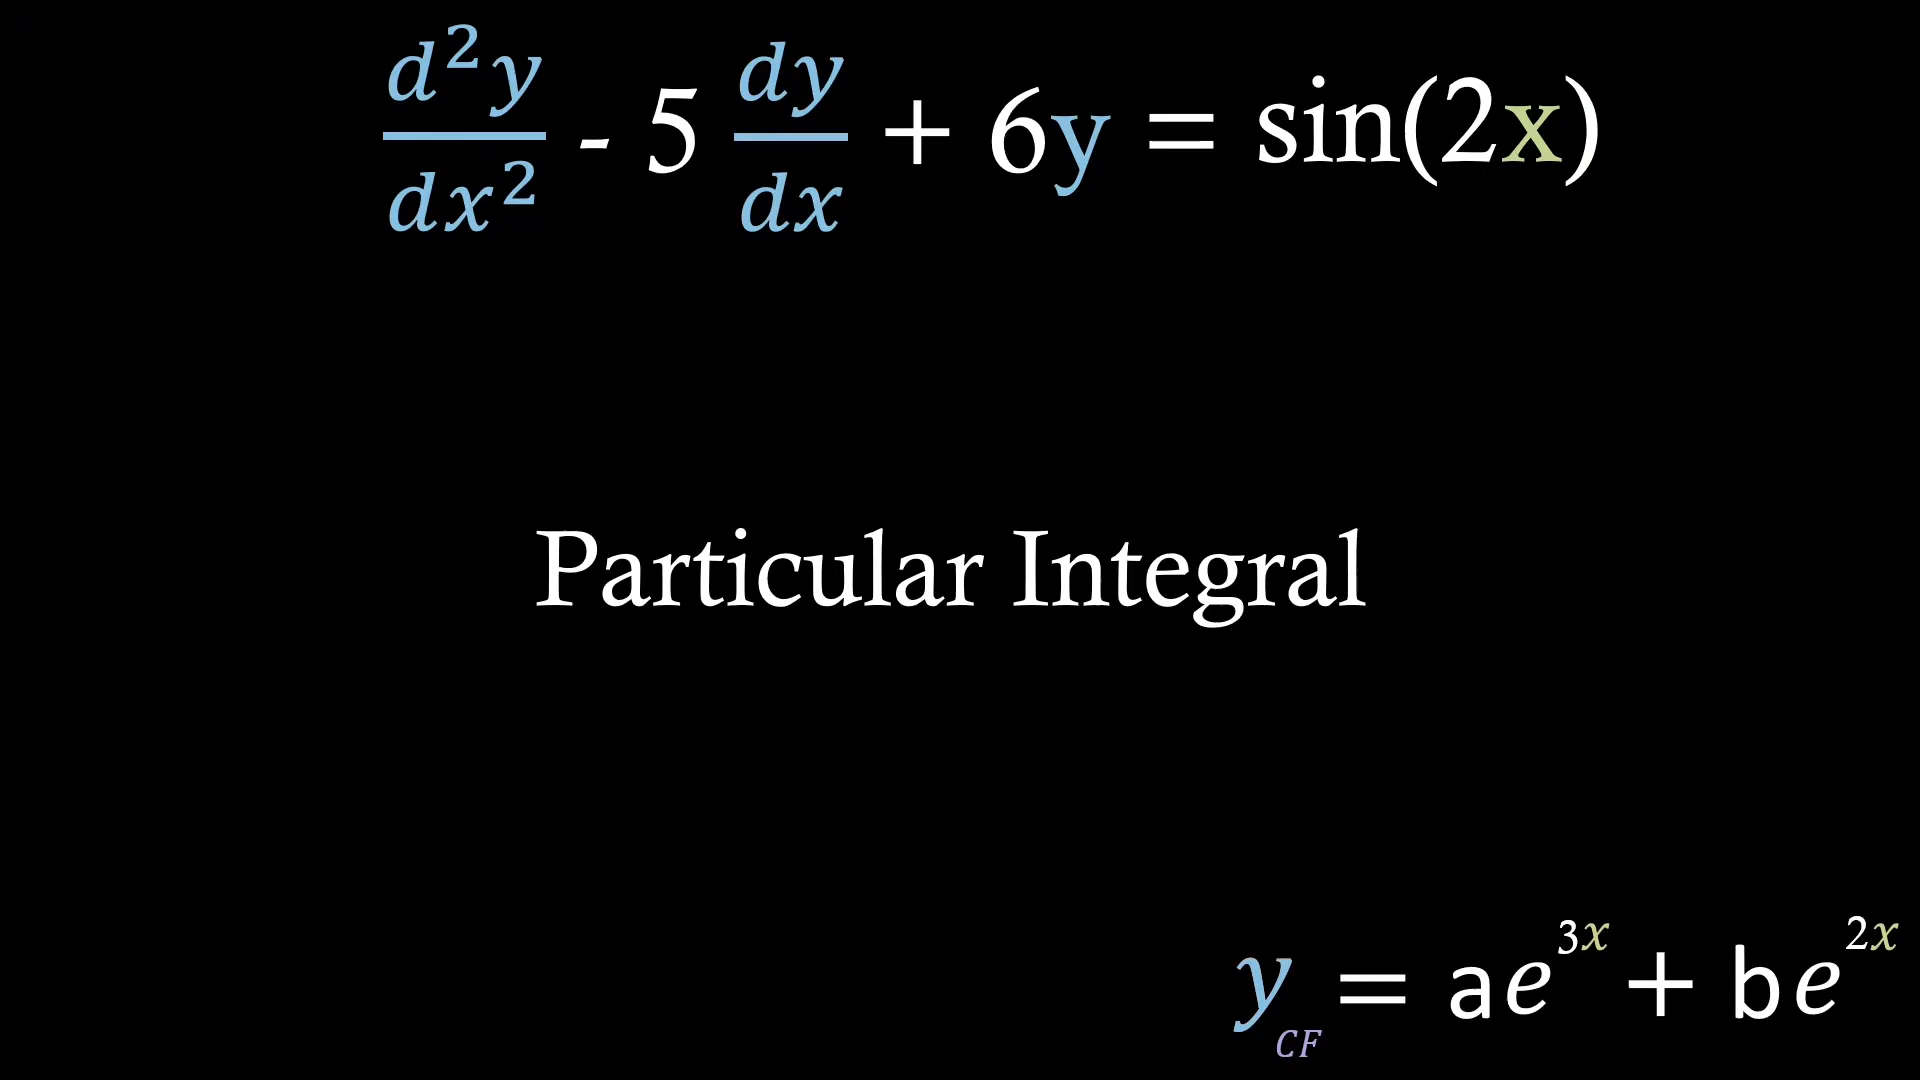 d²y/dx² - 5 dy/dx + 6y = sin(2x)
Particular Integral
y_CF = ae^3x + be^2x